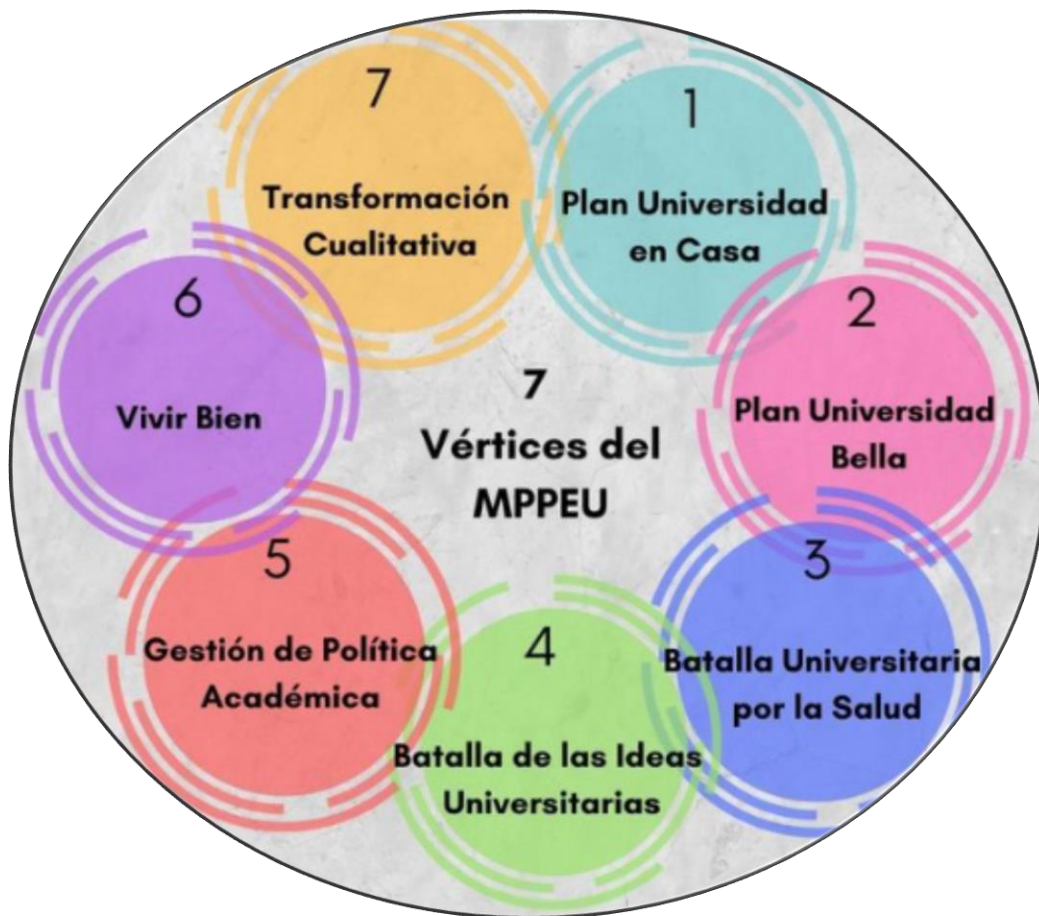 7
Vértices del
MPPEU
1
Plan Universidad
en Casa
2
Plan Universidad
Bella
3
Batalla Universitaria
por la Salud
4
Batalla de las Ideas
Universitarias
5
Gestión de Política
Académica
6
Vivir Bien
7
Transformación
Cualitativa